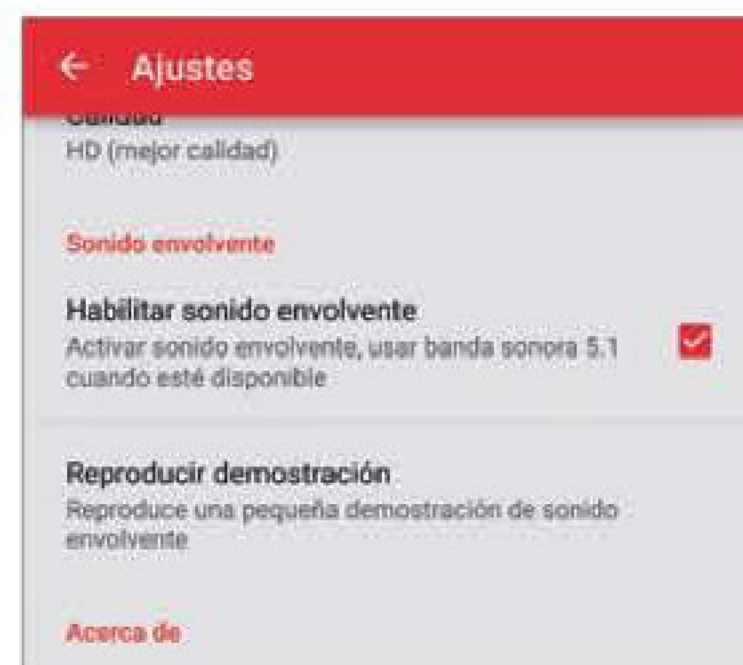 Ajustes
Calidad
HD (mejor calidad)
Sonido envolvente
Habilitar sonido envolvente
Activar sonido envolvente, usar banda sonora 5.1
cuando esté disponible
Reproducir demostración
Reproduce una pequeña demostración de sonido
envolvente
Acerca de